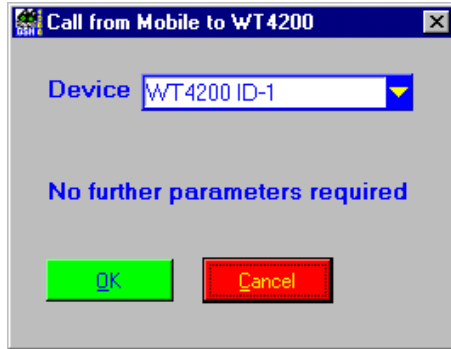 Call from Mobile to WT4200
Device WT4200 ID-1
No further parameters required
OK Cancel